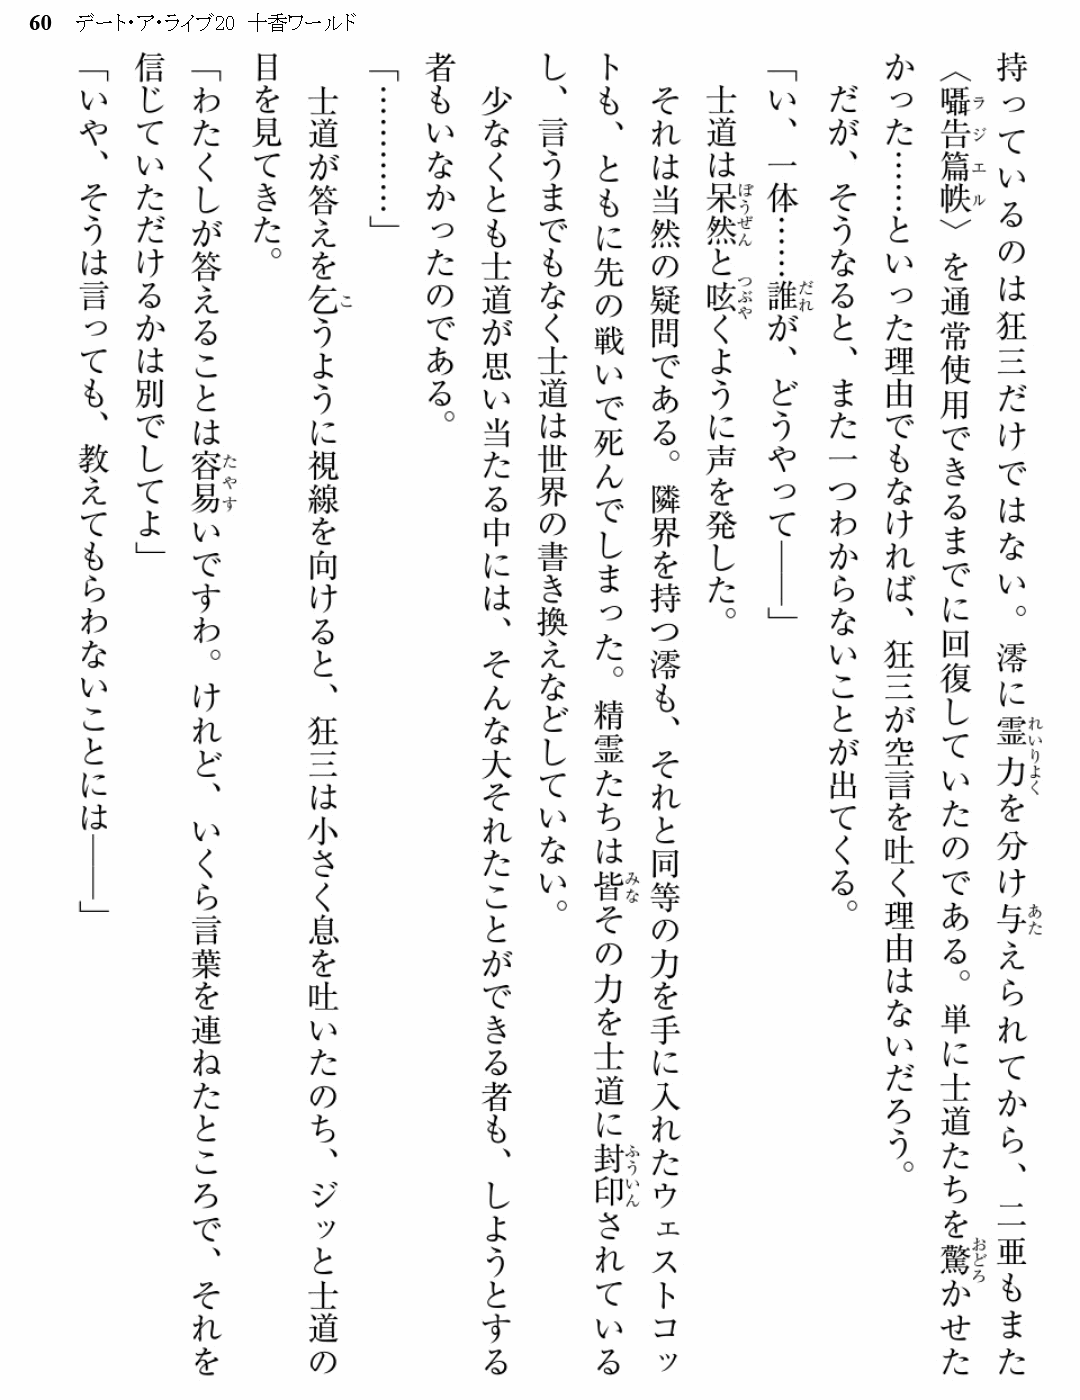 60 デート・ア・ライブ20 十香ワールド
持っているのは狂三だけではない。澪に霊力を分け与えられてから、二亜もまた
〈囁告篇帙〉を通常使用できるまでに回復していたのである。単に士道たちを驚かせた
かった……といった理由でもなければ、狂三が空言を吐く理由はないだろう。
だが、そうなると、また一つわからないことが出てくる。
「い、一体……誰が、どうやって――」
士道は呆然と呟くように声を発した。
それは当然の疑問である。隣界を持つ澪も、それと同等の力を手に入れたウェストコッ
トも、ともに先の戦いで死んでしまった。精霊たちは皆その力を士道に封印されている
し、言うまでもなく士道は世界の書き換えなどしていない。
少なくとも士道が思い当たる中には、そんな大それたことができる者も、しようとする
者もいなかったのである。
「…………」
士道が答えを乞うように視線を向けると、狂三は小さく息を吐いたのち、ジッと士道の
目を見てきた。
「わたくしが答えることは容易いですわ。けれど、いくら言葉を連ねたところで、それを
信じていただけるかは別でしてよ」
「いや、そうは言っても、教えてもらわないことには――」